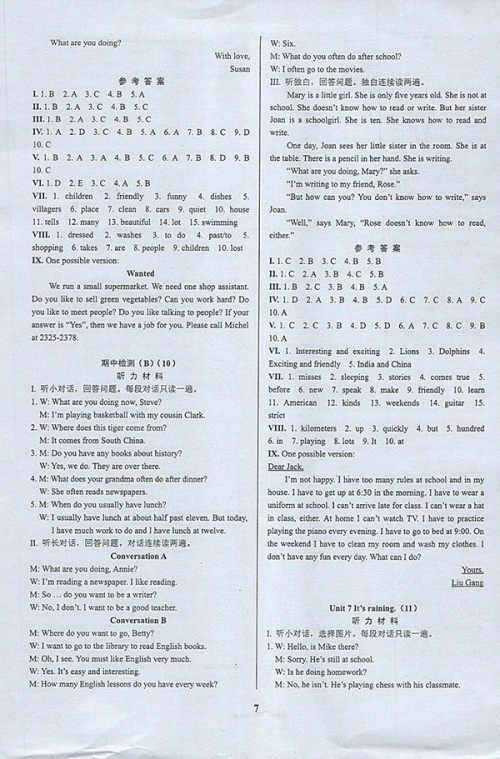 What are you doing?
With love,
Susan
参 考 答 案
I. 1. B 2. A 3. C 4. B 5. A
II. 1. B 2. A 3. C 4. B 5. C
III. 1. B 2. A 3. C 4. B 5. C
IV. 1. A 2. D 3. C 4. B 5. A 6. A 7. B 8. C 9. D
10. C
V. 1. B 2. A 3. A 4. B 5. C 6. A 7. B 8. D 9. B
10. C
VI. 1. D 2. E 3. C 4. A 5. B
VII. 1. children 2. friendly 3. funny 4. dishes 5.
villagers 6. place 7. clean 8. cars 9. quiet 10. house
11. tells 12. many 13. beautiful 14. lot 15. swimming
VIII. 1. dressed 2. washes 3. to do 4. past/to 5.
shopping 6. takes 7. are 8. people 9. children 10. lost
IX. One possible version:
Wanted
We run a small supermarket. We need one shop assistant.
Do you like to sell green vegetables? Can you work hard? Do
you like to meet people? Do you like talking to people? If your
answer is “Yes”, then we have a job for you. Please call Michel
at 2325-2378.
期中检测（B）（10）
听 力 材 料
I. 听小对话，回答问题。每段对话只读一遍。
1. W: What are you doing now, Steve?
M: I'm playing basketball with my cousin Clark.
2. W: Where does this tiger come from?
M: It comes from South China.
3. M: Do you have any books about history?
W: Yes, we do. They are over there.
4. M: What does your grandma often do after dinner?
W: She often reads newspapers.
5. M: When do you usually have lunch?
W: I usually have lunch at about half past eleven. But today,
I have much work to do and I have lunch at twelve.
II. 听长对话，回答问题。对话连续读两遍。
Conversation A
M: What are you doing, Annie?
W: I'm reading a newspaper. I like reading.
M: So … do you want to be a writer?
W: No, I don't. I want to be a good teacher.
Conversation B
M: Where do you want to go, Betty?
W: I want to go to the library to read English books.
M: Oh, I see. You must like English very much.
W: Yes. It's easy and interesting.
M: How many English lessons do you have every week?
W: Six.
M: What do you often do after school?
W: I often go to the movies.
III. 听独白，回答问题。独白连续读两遍。
Mary is a little girl. She is only five years old. She is not at
school. She doesn't know how to read or write. But her sister
Joan is a schoolgirl. She is ten. She knows how to read and
write.
One day, Joan sees her little sister in the room. She is at
the table. There is a pencil in her hand. She is writing.
“What are you doing, Mary?” she asks.
“I'm writing to my friend, Rose.”
“But how can you? You don't know how to write,” says
Joan.
“Well,” says Mary, “Rose doesn't know how to read,
either.”
参 考 答 案
I. 1. C 2. B 3. C 4. B 5. A
II. 1. C 2. A 3. B 4. C 5. B
III. 1. B 2. C 3. B 4. A 5. B
IV. 1. D 2. A 3. B 4. B 5. D 6. C 7. C 8. A 9. C
10. A
V. 1. C 2. C 3. B 4. D 5. D 6. A 7. C 8. C 9. B
10. A
VI. 1. Interesting and exciting 2. Lions 3. Dolphins 4.
Exciting and friendly 5. India and China
VII. 1. misses 2. sleeping 3. stories 4. comes true 5.
before 6. new 7. speak 8. make 9. friendly 10. learn
11. American 12. kinds 13. weekends 14. guitar 15.
strict
VIII. 1. kilometers 2. up 3. quickly 4. but 5. hundred
6. in 7. playing 8. lots 9. It 10. at
IX. One possible version:
Dear Jack,
I'm not happy. I have too many rules at school and in my
house. I have to get up at 6:30 in the morning. I have to wear a
uniform at school. I can't arrive late for class. I can't wear a hat
in class, either. At home I can't watch TV. I have to practice
playing the piano every evening. I have to go to bed at 9:00. On
the weekend I have to clean my room and wash my clothes. I
don't have any fun every day. What can I do?
Yours,
Liu Gang
Unit 7 It's raining.（11）
听 力 材 料
I. 听小对话，选择图片。每段对话只读一遍。
1. W: Hello, is Mike there?
M: Sorry. He's still at school.
W: Is he doing homework?
M: No, he isn't. He's playing chess with his classmate.
7